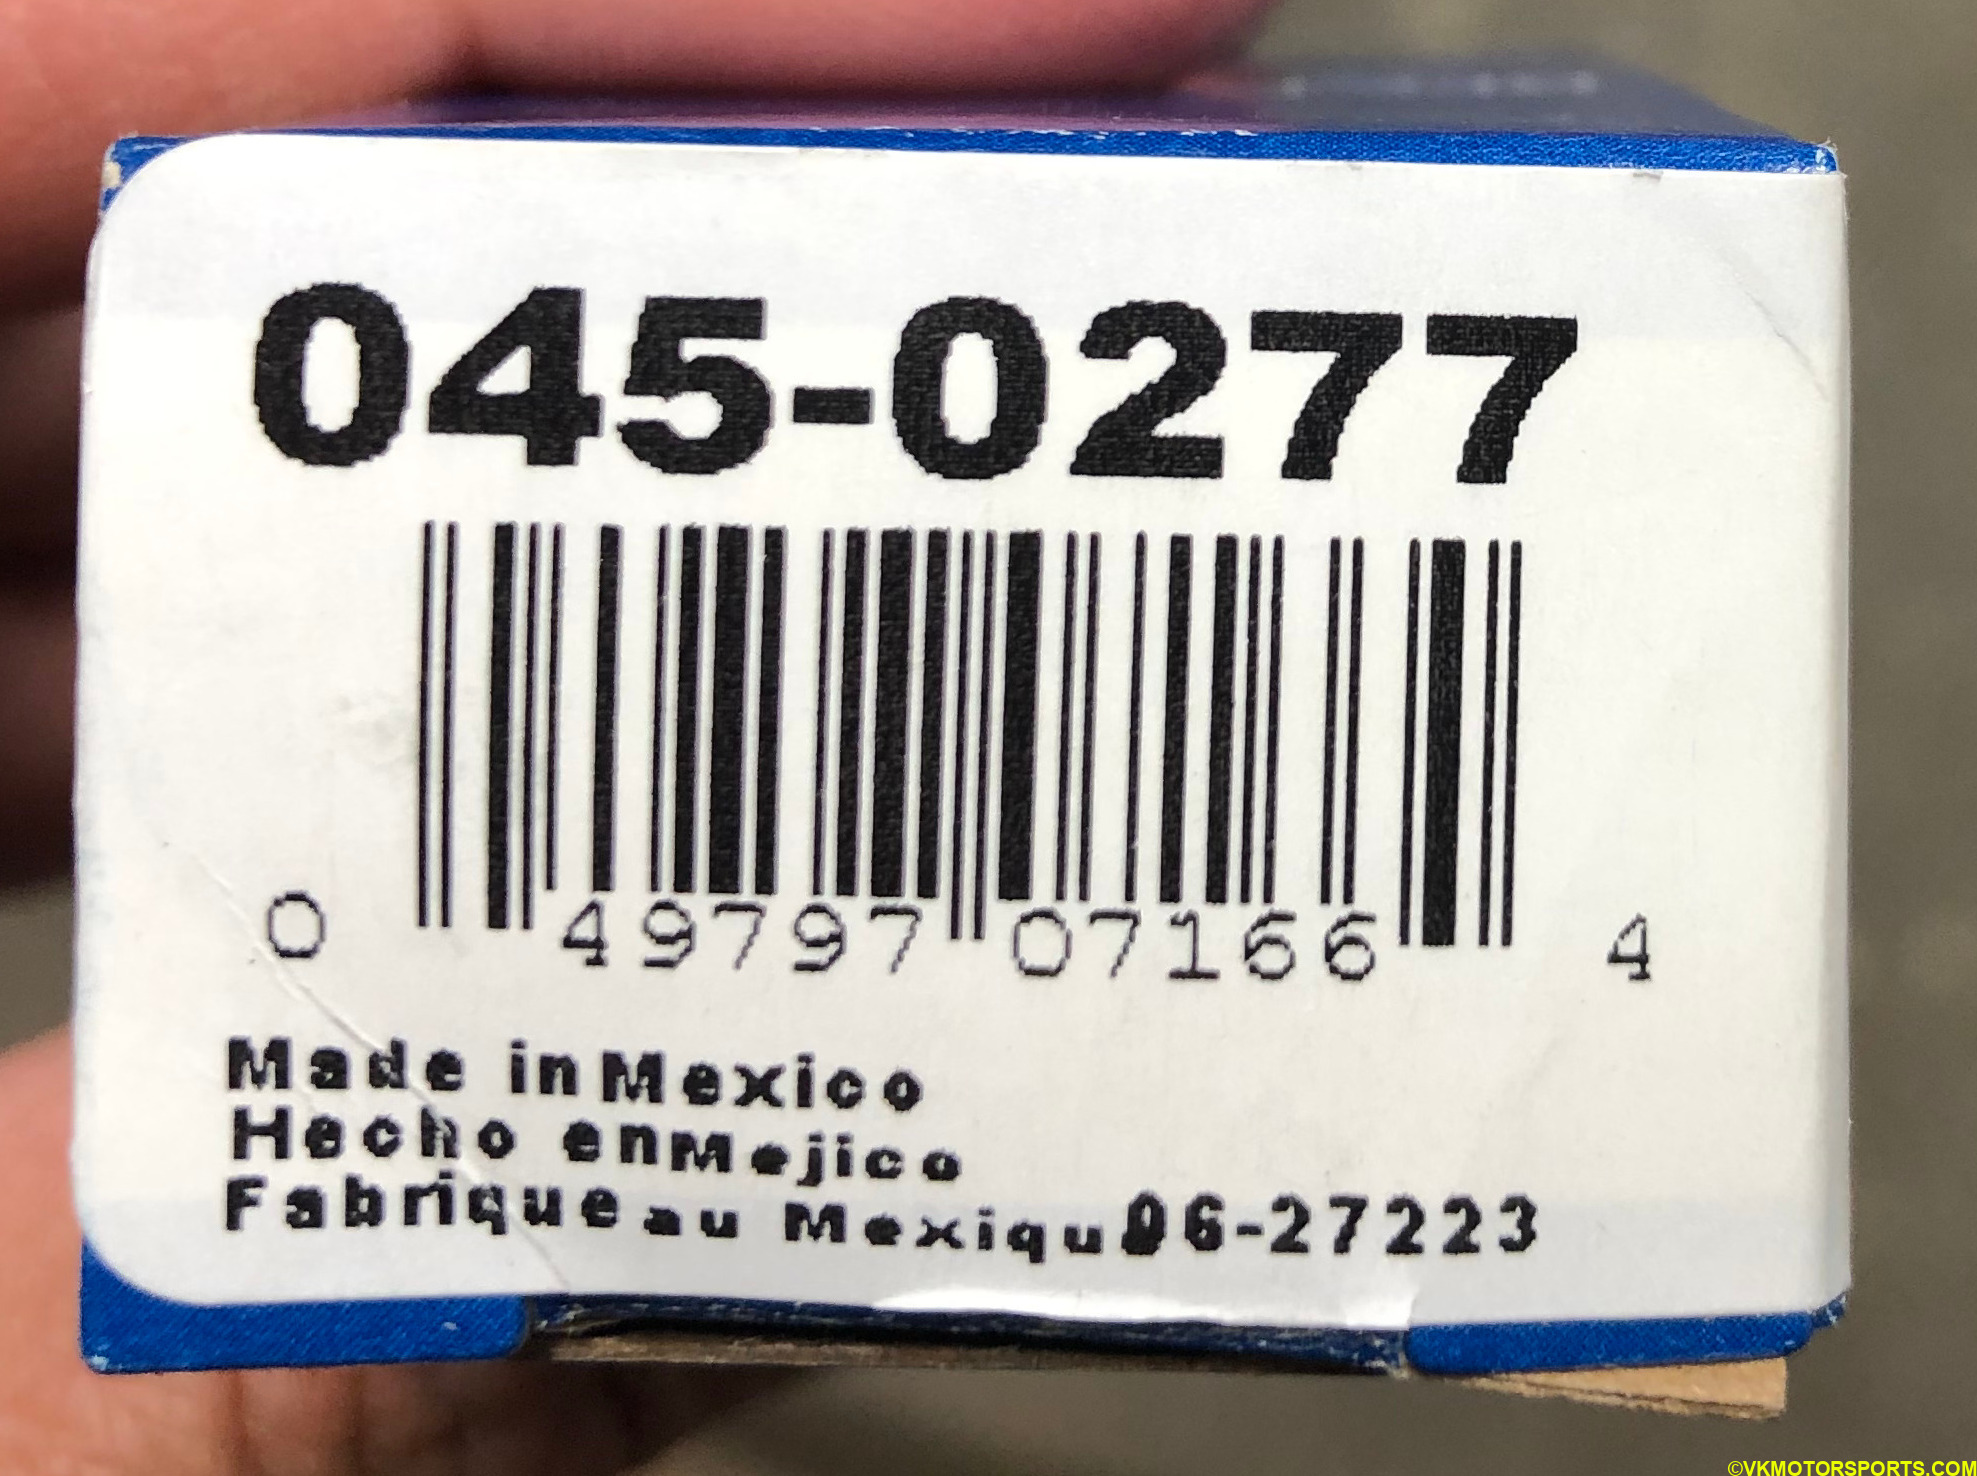 045-0277
0 49797 07166 4
Made in Mexico
Hecho en Mejico
Fabrique au Mexiqu 06-27223
©VKMOTORSPORTS.COM